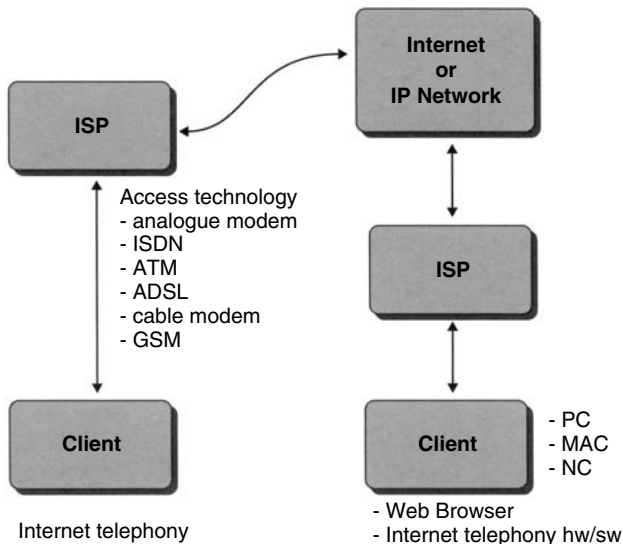 Internet
or
IP Network
ISP
Access technology
- analogue modem
- ISDN
- ATM
- ADSL
- cable modem
- GSM
ISP
Client
Client
- PC
- MAC
- NC
Internet telephony
- Web Browser
- Internet telephony hw/sw